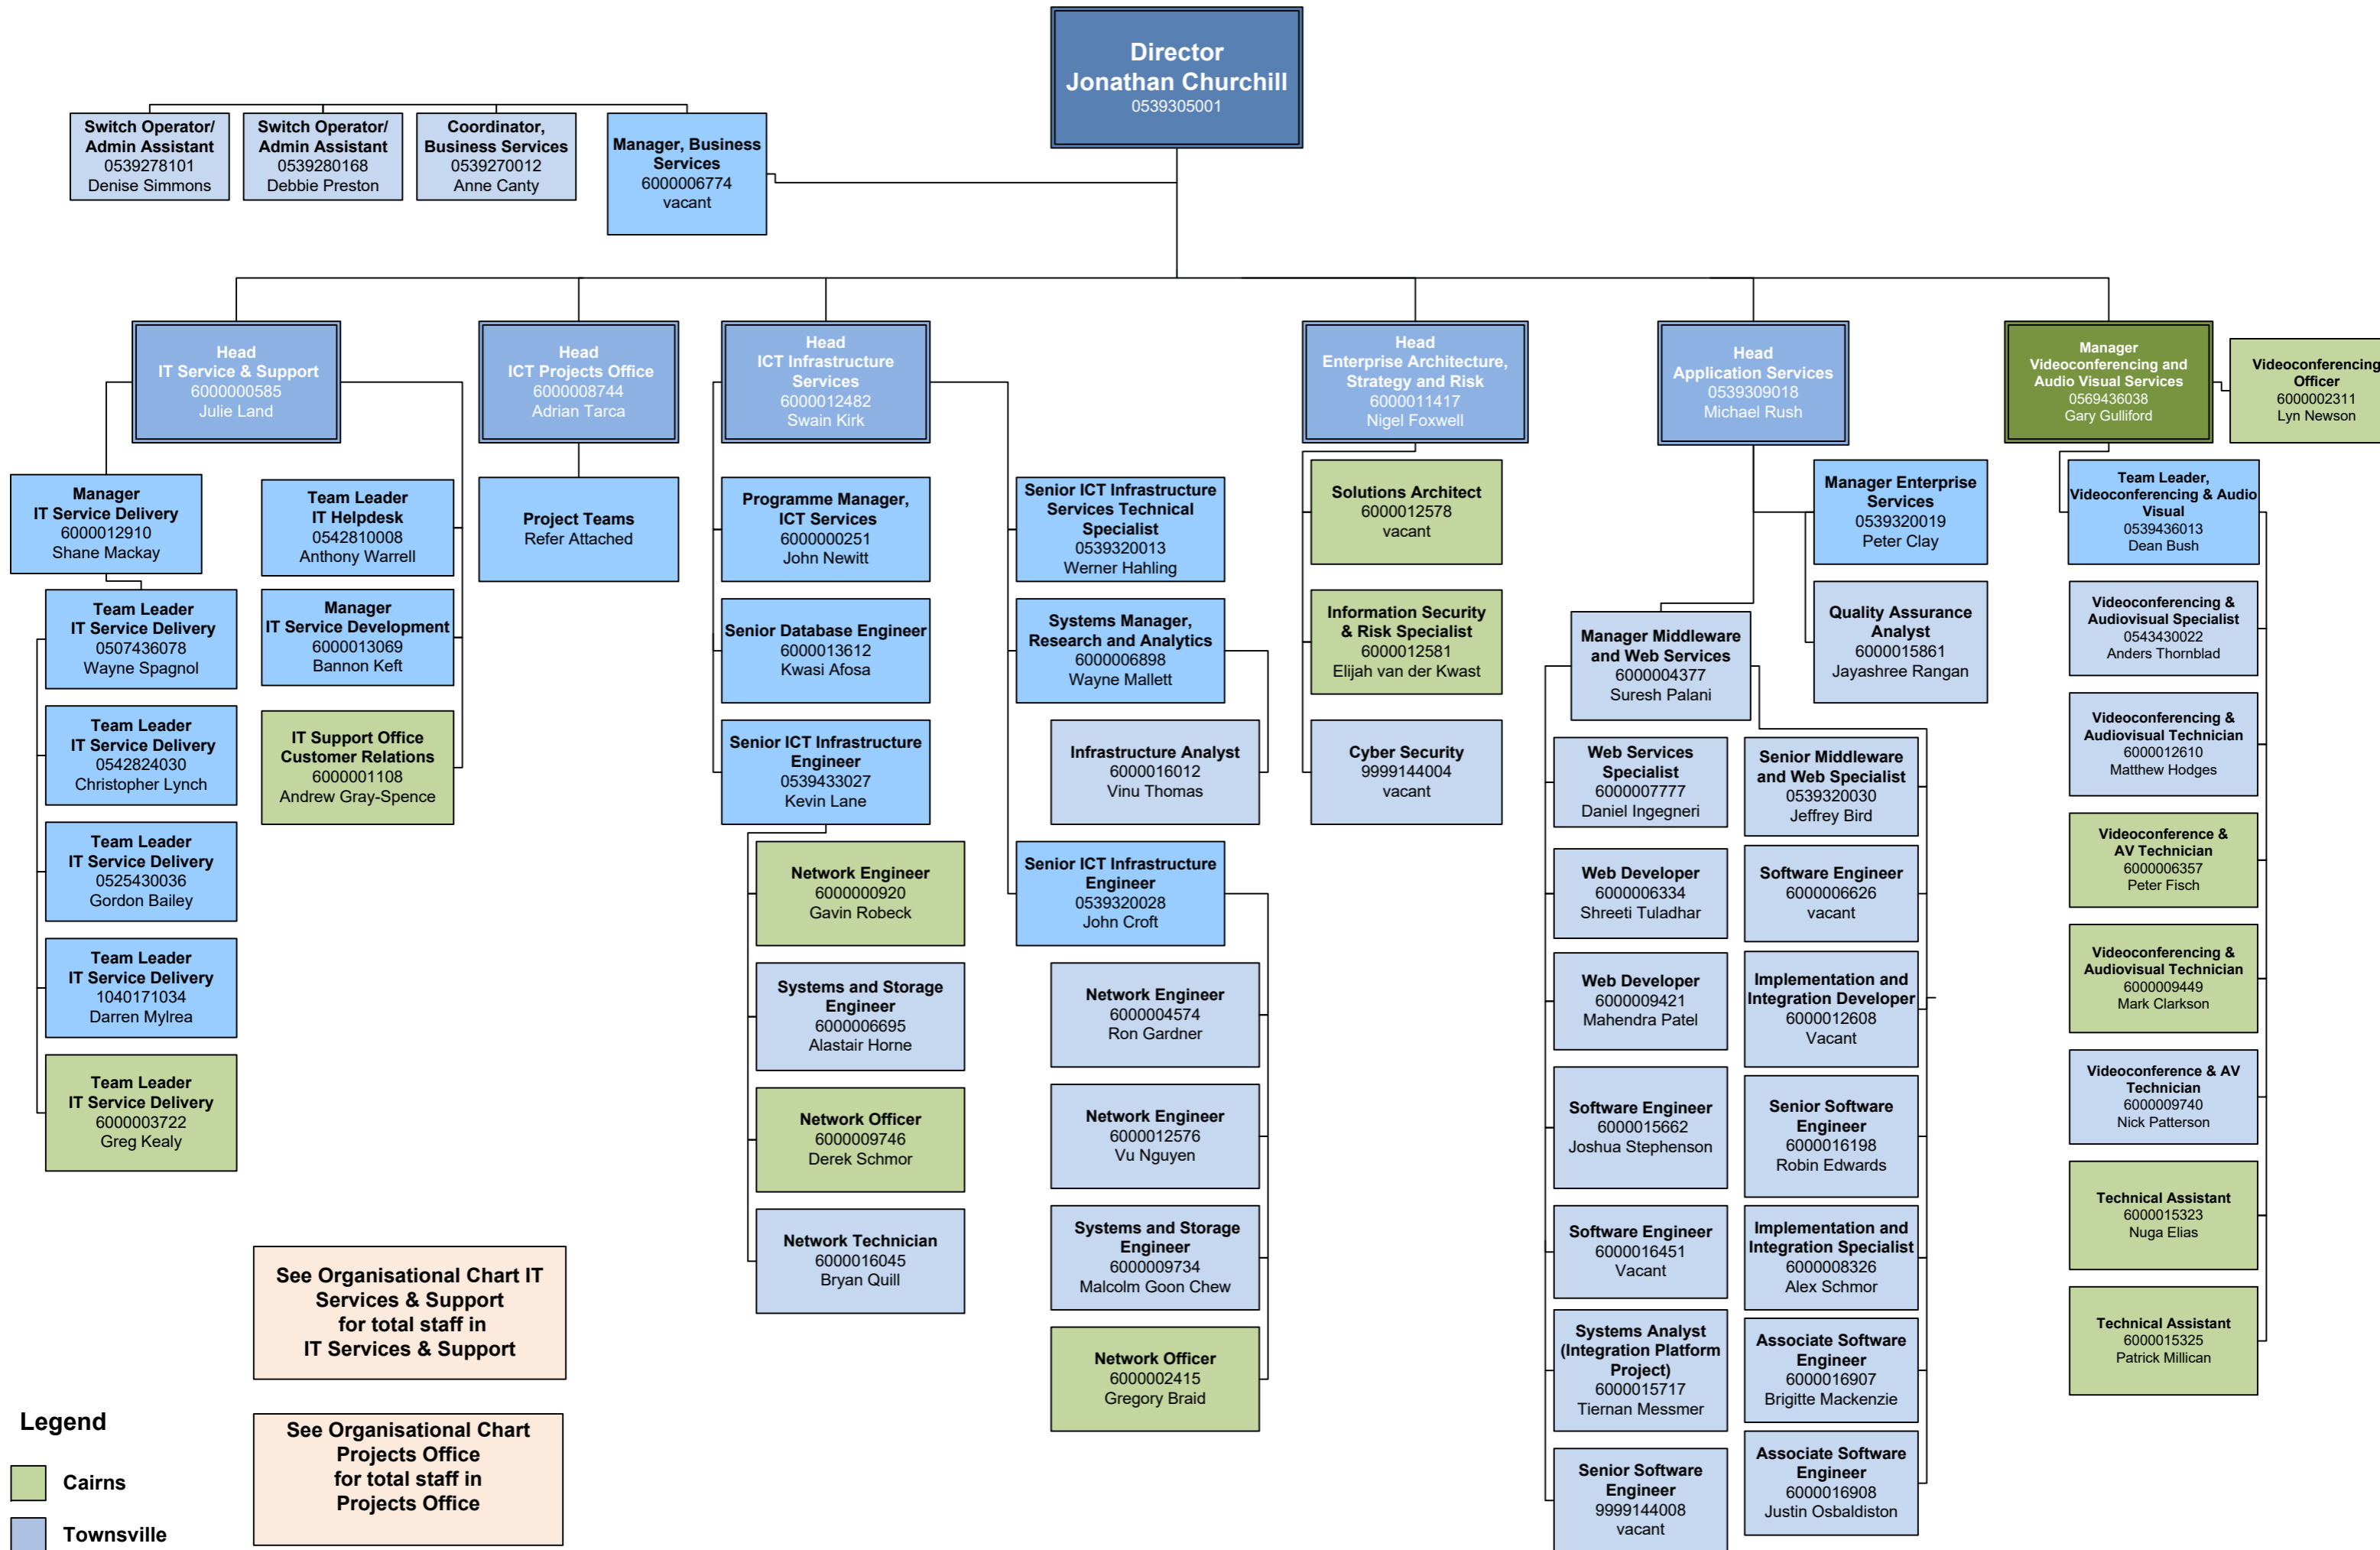 Director
Jonathan Churchill
0539305001
Switch Operator/
Admin Assistant
0539278101
Denise Simmons
Switch Operator/
Admin Assistant
0539280168
Debbie Preston
Coordinator,
Business Services
0539270012
Anne Canty
Manager, Business
Services
6000006774
vacant
Head
IT Service & Support
6000000585
Julie Land
Head
ICT Projects Office
6000008744
Adrian Tarca
Head
ICT Infrastructure
Services
6000012482
Swain Kirk
Head
Enterprise Architecture,
Strategy and Risk
6000011417
Nigel Foxwell
Head
Application Services
0539309018
Michael Rush
Manager
Videoconferencing and
Audio Visual Services
0569436038
Gary Gulliford
Videoconferencing
Officer
6000002311
Lyn Newson
Manager
IT Service Delivery
6000012910
Shane Mackay
Team Leader
IT Service Delivery
0507436078
Wayne Spagnol
Team Leader
IT Service Delivery
0542824030
Christopher Lynch
Team Leader
IT Service Delivery
0525430036
Gordon Bailey
Team Leader
IT Service Delivery
1040171034
Darren Mylrea
Team Leader
IT Service Delivery
6000003722
Greg Kealy
Team Leader
IT Helpdesk
0542810008
Anthony Warrell
Manager
IT Service Development
6000013069
Bannon Keft
IT Support Office
Customer Relations
6000001108
Andrew Gray-Spence
Project Teams
Refer Attached
Programme Manager,
ICT Services
6000000251
John Newitt
Senior Database Engineer
6000013612
Kwasi Afosa
Senior ICT Infrastructure
Engineer
0539433027
Kevin Lane
Network Engineer
6000000920
Gavin Robeck
Systems and Storage
Engineer
6000006695
Alastair Horne
Network Officer
6000009746
Derek Schmor
Network Technician
6000016045
Bryan Quill
Senior ICT Infrastructure
Services Technical
Specialist
0539320013
Werner Hahling
Systems Manager,
Research and Analytics
6000006898
Wayne Mallett
Infrastructure Analyst
6000016012
Vinu Thomas
Senior ICT Infrastructure
Engineer
0539320028
John Croft
Network Engineer
6000004574
Ron Gardner
Network Engineer
6000012576
Vu Nguyen
Systems and Storage
Engineer
6000009734
Malcolm Goon Chew
Network Officer
6000002415
Gregory Braid
Solutions Architect
6000012578
vacant
Information Security
& Risk Specialist
6000012581
Elijah van der Kwast
Cyber Security
9999144004
vacant
Manager Enterprise
Services
0539320019
Peter Clay
Quality Assurance
Analyst
6000015861
Jayashree Rangan
Manager Middleware
and Web Services
6000004377
Suresh Palani
Web Services
Specialist
6000007777
Daniel Ingegneri
Web Developer
6000006334
Shreeti Tuladhar
Web Developer
6000009421
Mahendra Patel
Software Engineer
6000015662
Joshua Stephenson
Software Engineer
6000016451
Vacant
Systems Analyst
(Integration Platform
Project)
6000015717
Tiernan Messmer
Senior Software
Engineer
9999144008
vacant
Senior Middleware
and Web Specialist
0539320030
Jeffrey Bird
Software Engineer
6000006626
vacant
Implementation and
Integration Developer
6000012608
Vacant
Senior Software
Engineer
6000016198
Robin Edwards
Implementation and
Integration Specialist
6000008326
Alex Schmor
Associate Software
Engineer
6000016907
Brigitte Mackenzie
Associate Software
Engineer
6000016908
Justin Osbaldiston
Team Leader,
Videoconferencing & Audio
Visual
0539436013
Dean Bush
Videoconferencing &
Audiovisual Specialist
0543430022
Anders Thornblad
Videoconferencing &
Audiovisual Technician
6000012610
Matthew Hodges
Videoconference &
AV Technician
6000006357
Peter Fisch
Videoconferencing &
Audiovisual Technician
6000009449
Mark Clarkson
Videoconference & AV
Technician
6000009740
Nick Patterson
Technical Assistant
6000015323
Nuga Elias
Technical Assistant
6000015325
Patrick Millican
See Organisational Chart IT
Services & Support
for total staff in
IT Services & Support
See Organisational Chart
Projects Office
for total staff in
Projects Office
Legend
Cairns
Townsville